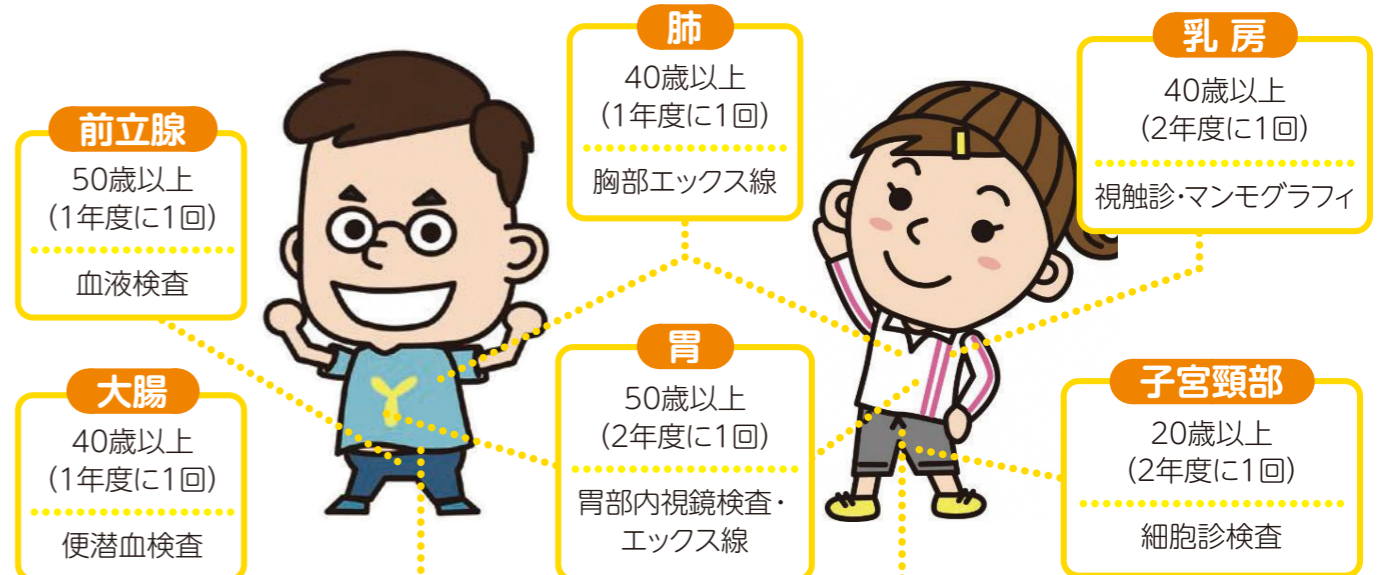 前立腺
50歳以上
(1年度に1回)
血液検査
大腸
40歳以上
(1年度に1回)
便潜血検査
肺
40歳以上
(1年度に1回)
胸部エックス線
胃
50歳以上
(2年度に1回)
胃部内視鏡検査・
エックス線
乳房
40歳以上
(2年度に1回)
視触診・マンモグラフィ
子宮頸部
20歳以上
(2年度に1回)
細胞診検査
Y